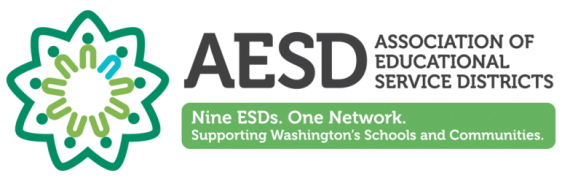 AESD
ASSOCIATION OF
EDUCATIONAL
SERVICE DISTRICTS
Nine ESDs. One Network.
Supporting Washington's Schools and Communities.